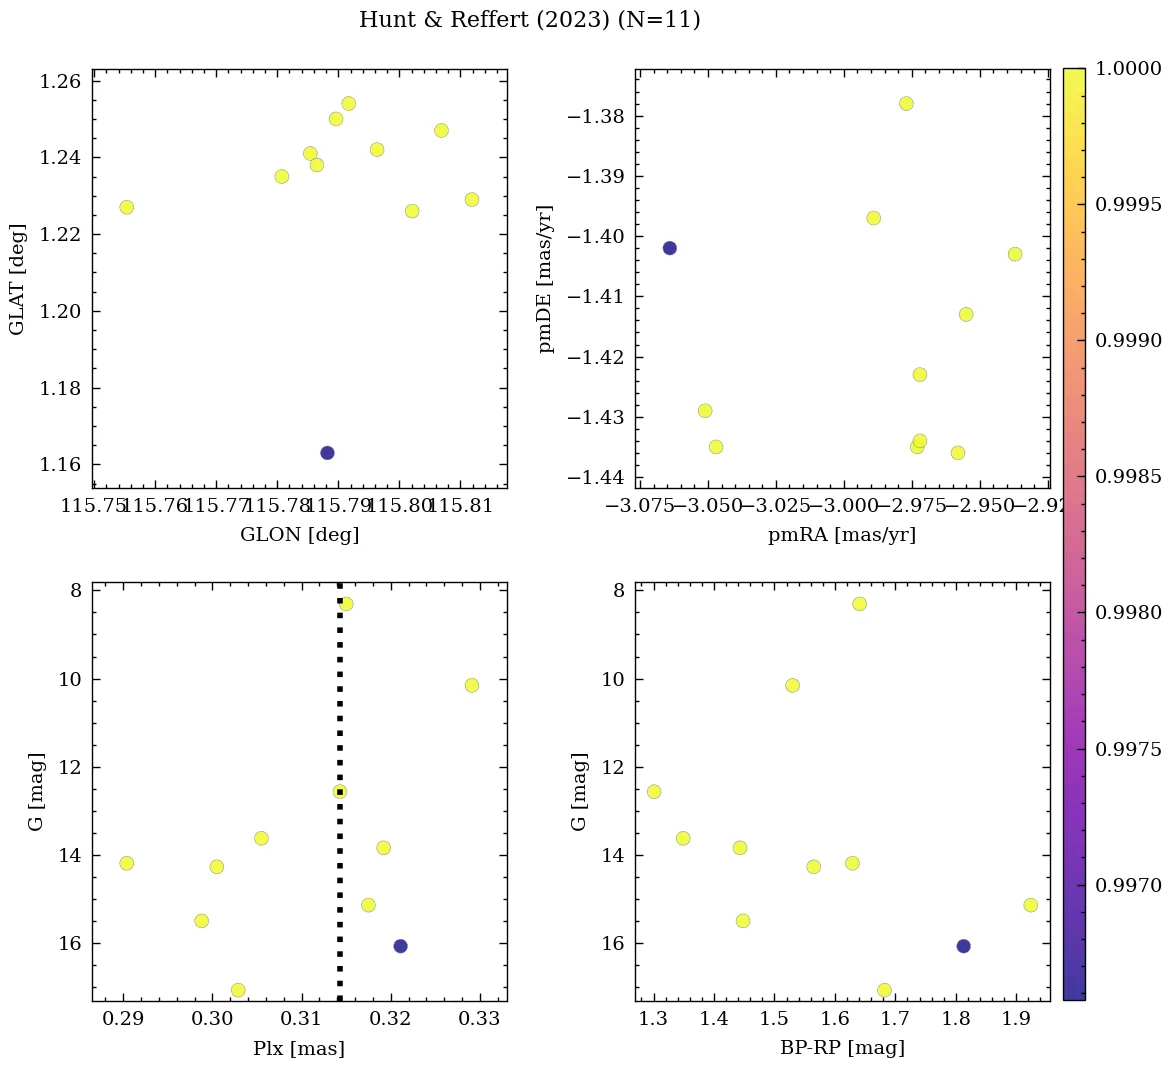 Hunt & Reffert (2023) (N=11)
1.26
1.24
1.22
1.20
1.18
1.16
GLAT [deg]
115.75 115.76 115.77 115.78 115.79 115.80 115.81
GLON [deg]
−1.38
−1.39
−1.40
−1.41
−1.42
−1.43
−1.44
pmDE [mas/yr]
−3.075 −3.050 −3.025 −3.000 −2.975 −2.950
pmRA [mas/yr]
1.0000
0.9995
0.9990
0.9985
0.9980
0.9975
0.9970
8
10
12
14
16
G [mag]
0.29 0.30 0.31 0.32 0.33
Plx [mas]
8
10
12
14
16
G [mag]
1.3 1.4 1.5 1.6 1.7 1.8 1.9
BP-RP [mag]